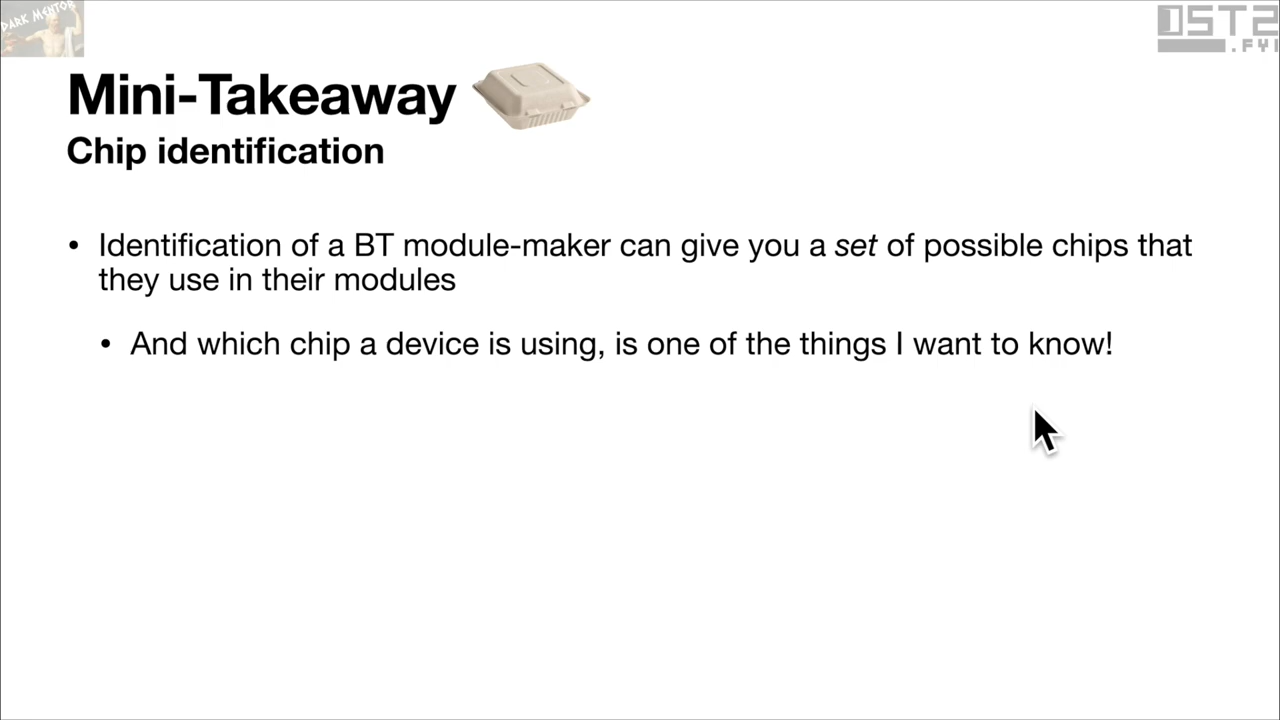 DARK MENTOR
OST2
.FYI
Mini-Takeaway
Chip identification
• Identification of a BT module-maker can give you a set of possible chips that
they use in their modules
• And which chip a device is using, is one of the things I want to know!